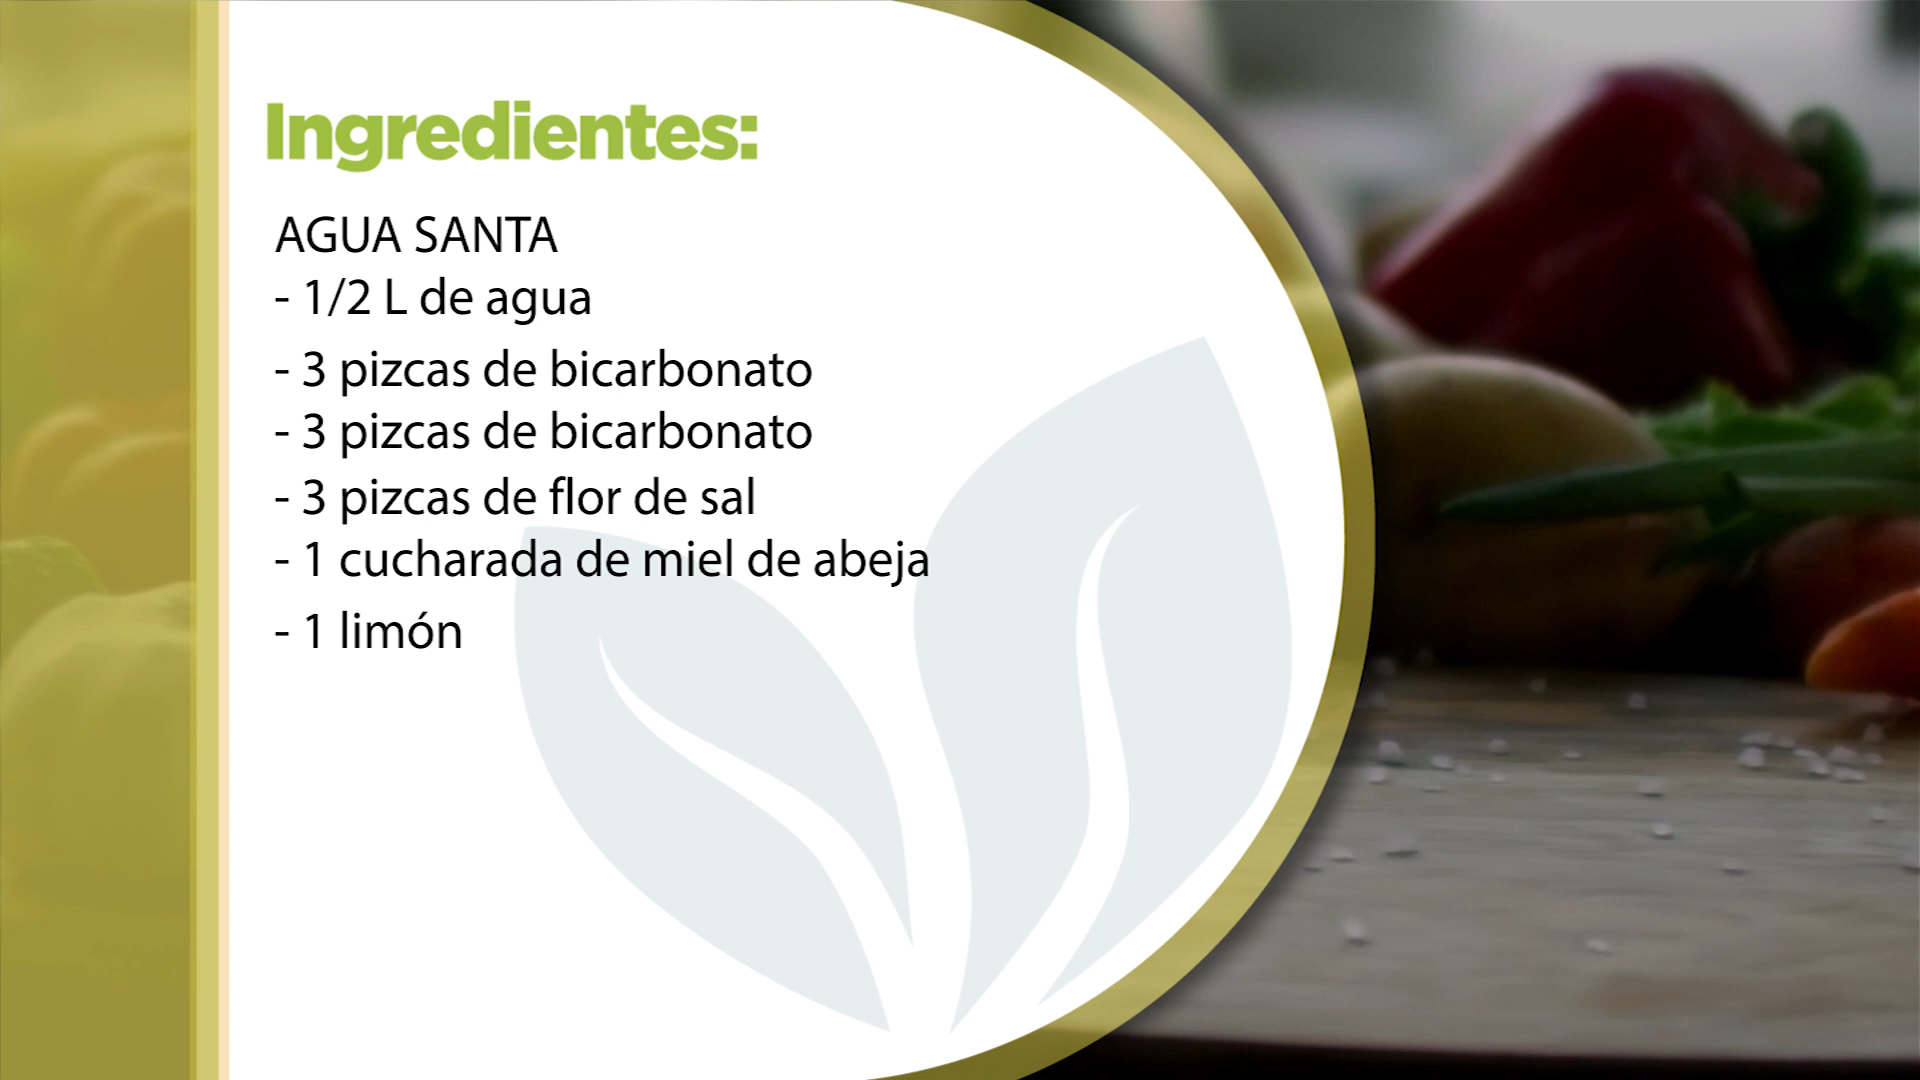 Ingredientes:
AGUA SANTA
- 1/2 L de agua
- 3 pizcas de bicarbonato
- 3 pizcas de bicarbonato
- 3 pizcas de flor de sal
- 1 cucharada de miel de abeja
- 1 limón